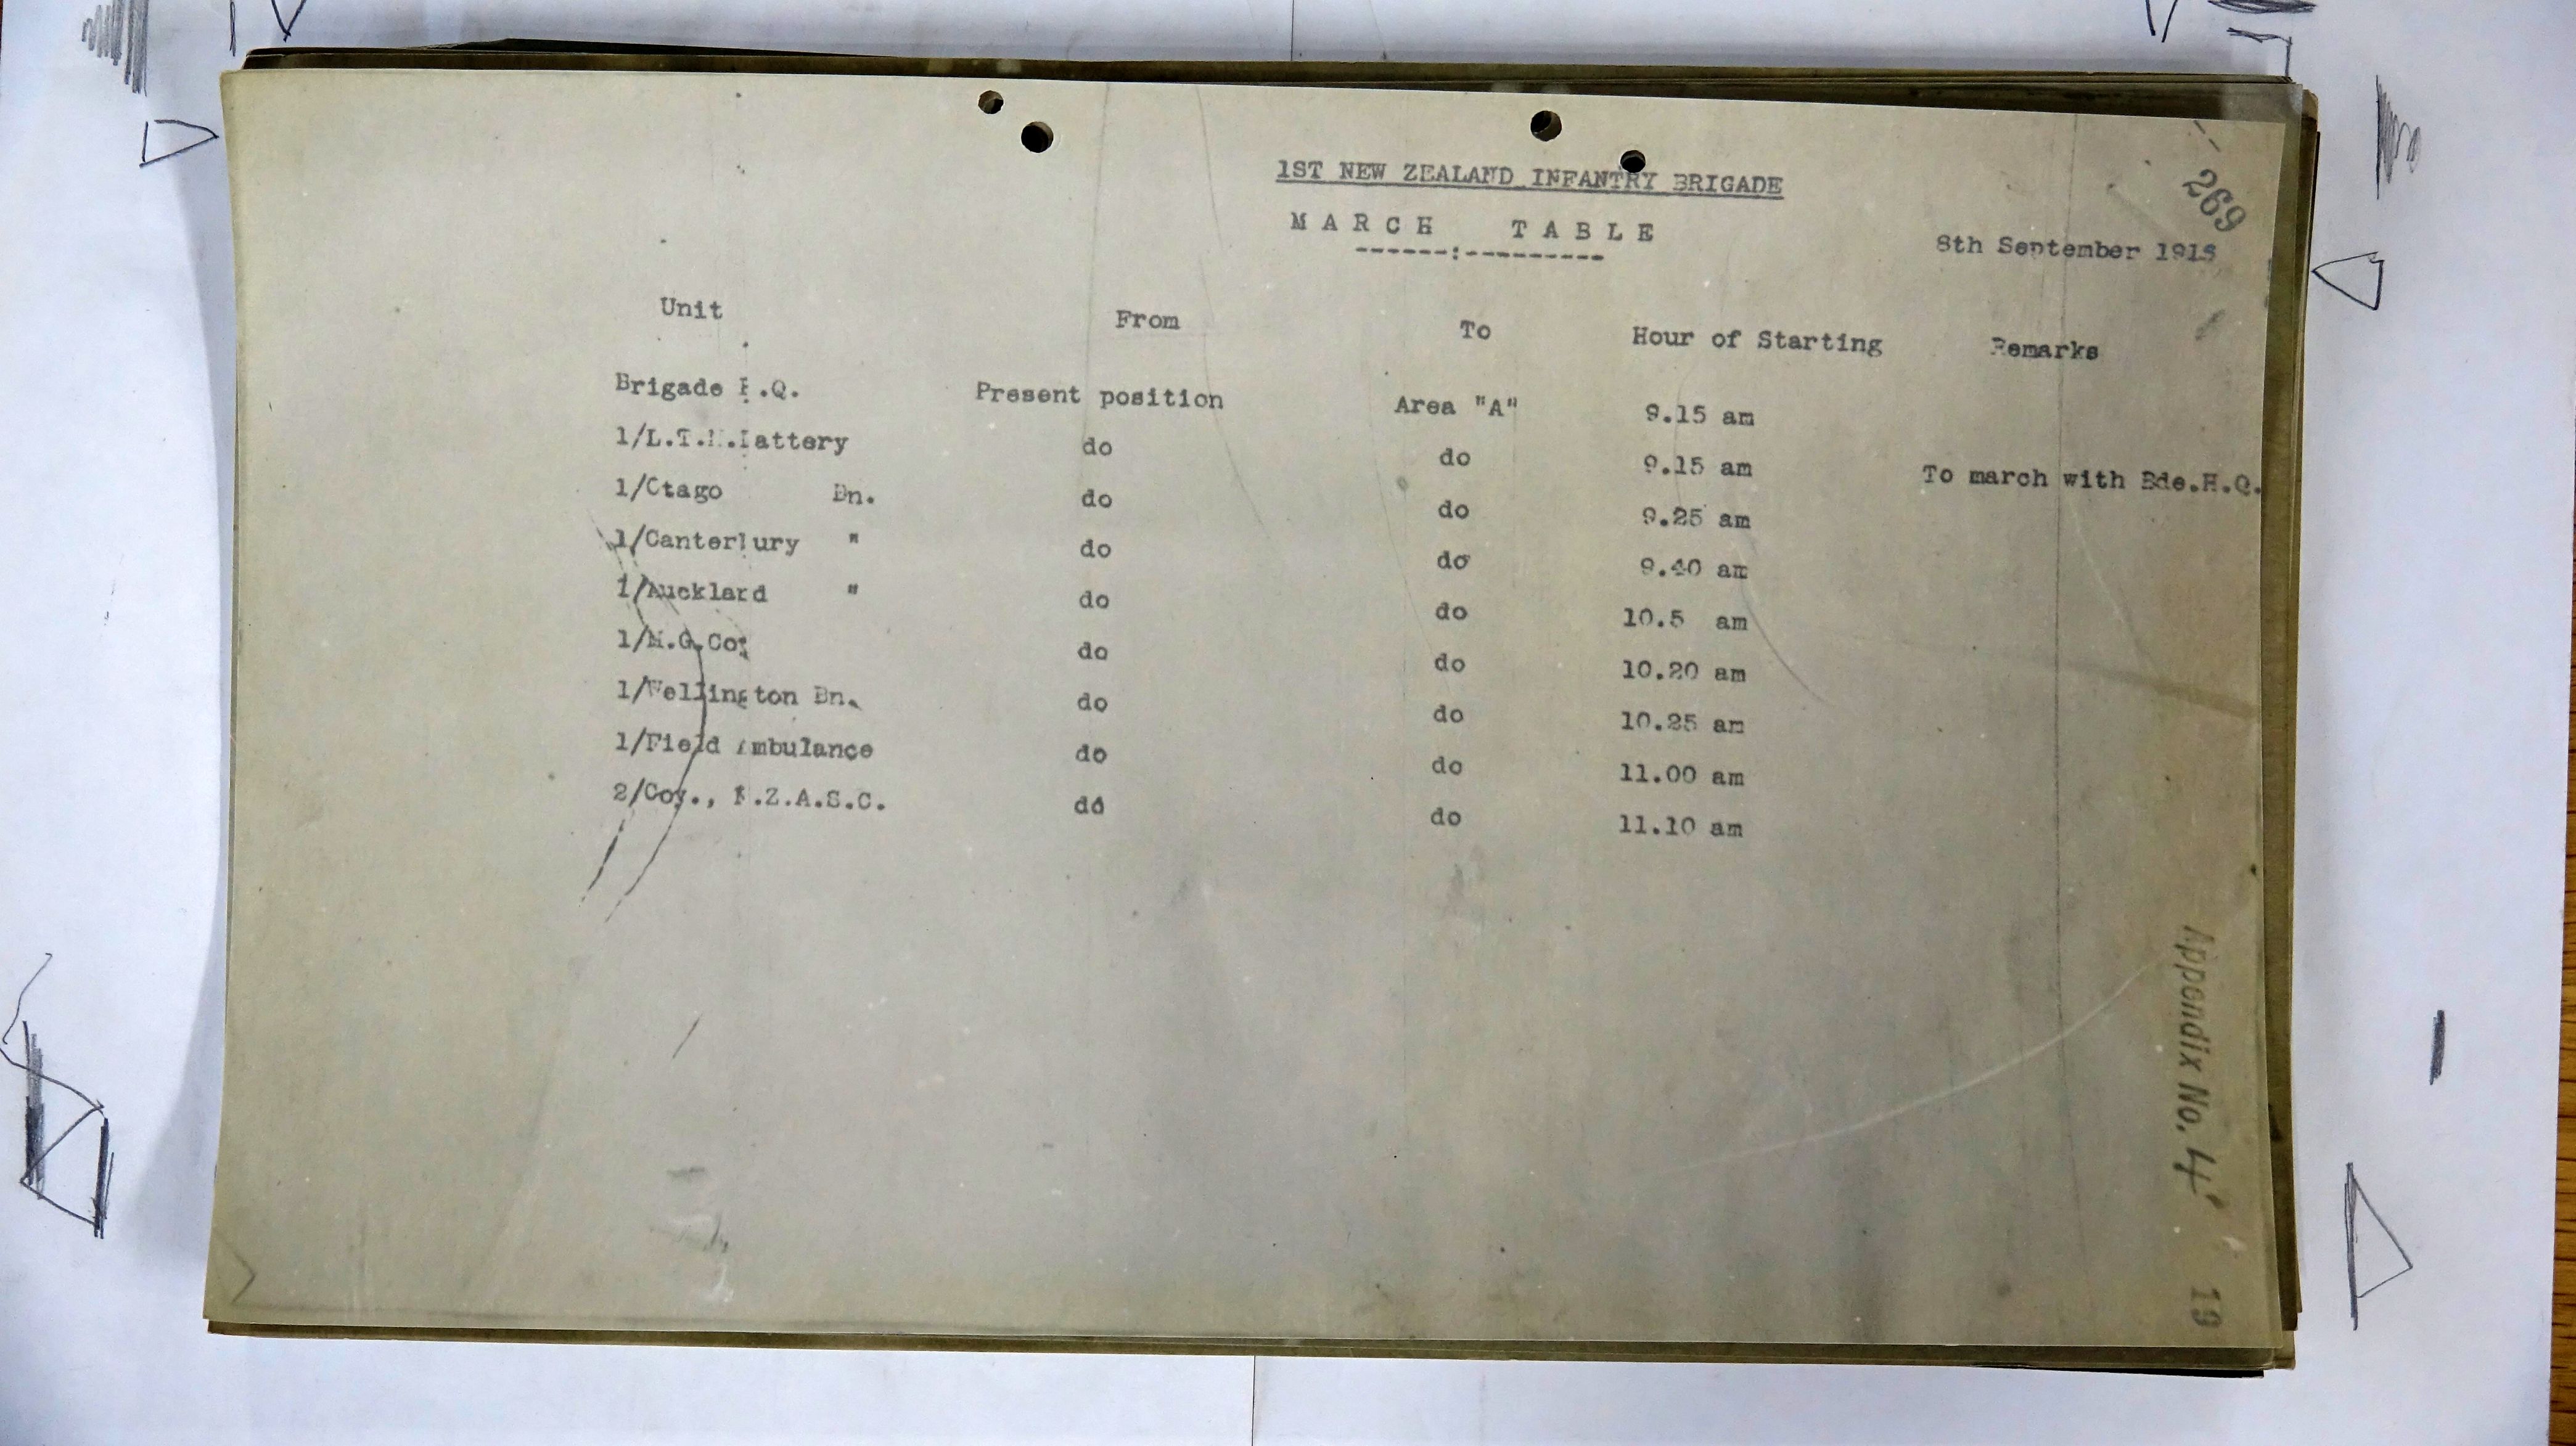 269
1ST NEW ZEALAND INFANTRY BRIGADE
MARCH TABLE
------:---------
8th September 1916
Unit From To Hour of Starting Remarks
Brigade H.Q. Present position Area "A" 9.15 am
1/L.T.M.Battery do do 9.15 am To march with Bde.H.Q.
1/Otago Bn. do do 9.25 am
1/Canterbury " do do 9.40 am
1/Auckland " do do 10.5 am
1/M.G.Coy do do 10.20 am
1/Wellington Bn. do do 10.25 am
1/Field Ambulance do do 11.00 am
2/Coy., N.Z.A.S.C. do do 11.10 am
Appendix No. 4
19